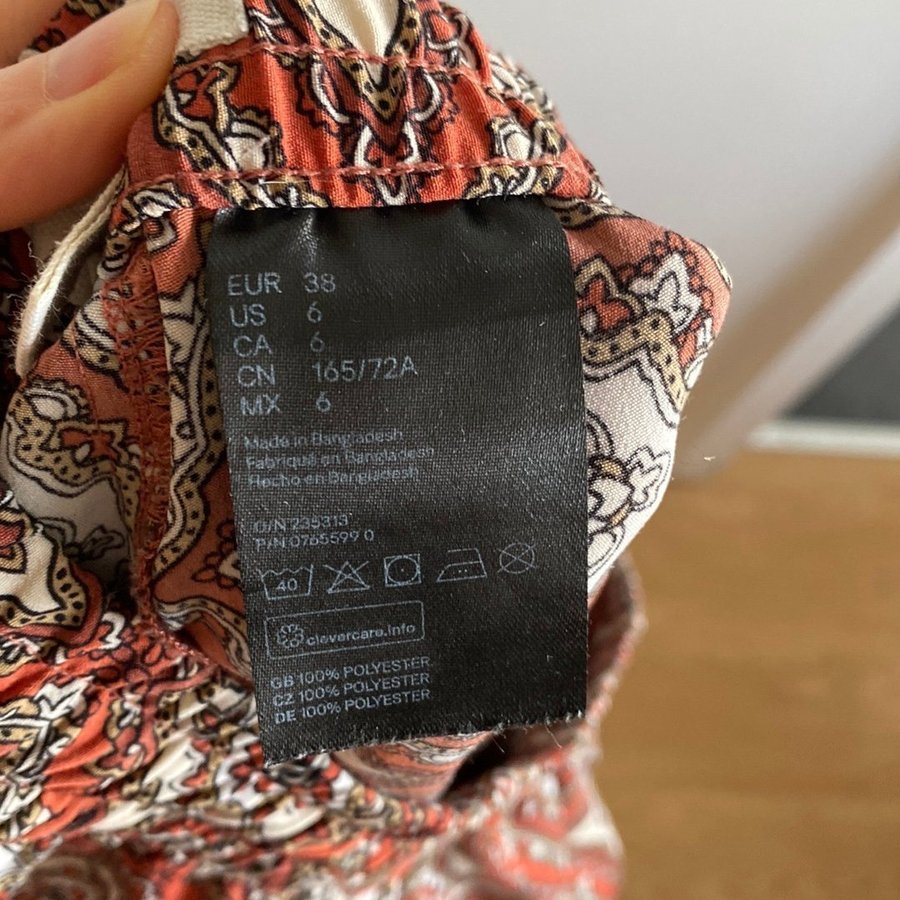 EUR 38
US 6
CA 6
CN 165/72A
MX 6
Made in Bangladesh
Fabriqué en Bangladesh
Hecho en Bangladesh
O/N 235313
P/N 0765599 0
40
clevercare.info
GB 100% POLYESTER
CZ 100% POLYESTER
DE 100% POLYESTER